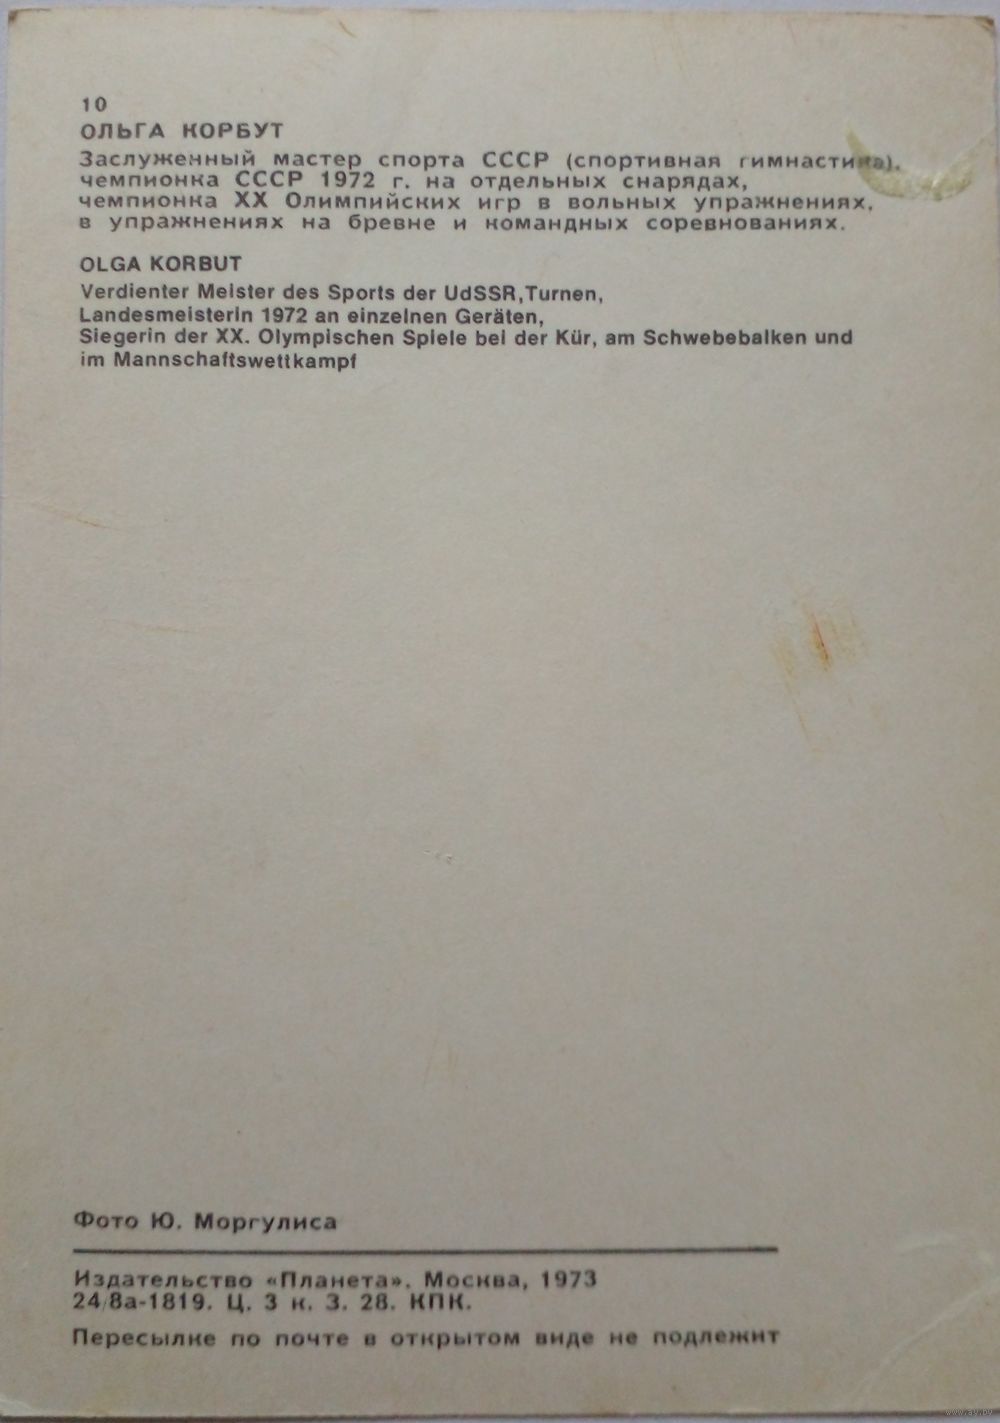 10
ОЛЬГА КОРБУТ
Заслуженный мастер спорта СССР (спортивная гимнастика),
чемпионка СССР 1972 г. на отдельных снарядах,
чемпионка XX Олимпийских игр в вольных упражнениях,
в упражнениях на бревне и командных соревнованиях.
OLGA KORBUT
Verdienter Meister des Sports der UdSSR,Turnen,
Landesmeisterin 1972 an einzelnen Geräten,
Siegerin der XX. Olympischen Spiele bei der Kür, am Schwebebalken und
im Mannschaftswettkampf
Фото Ю. Моргулиса
Издательство «Планета». Москва, 1973
24/8а-1819. Ц. 3 к. З. 28. КПК.
Пересылке по почте в открытом виде не подлежит
www.ay.by